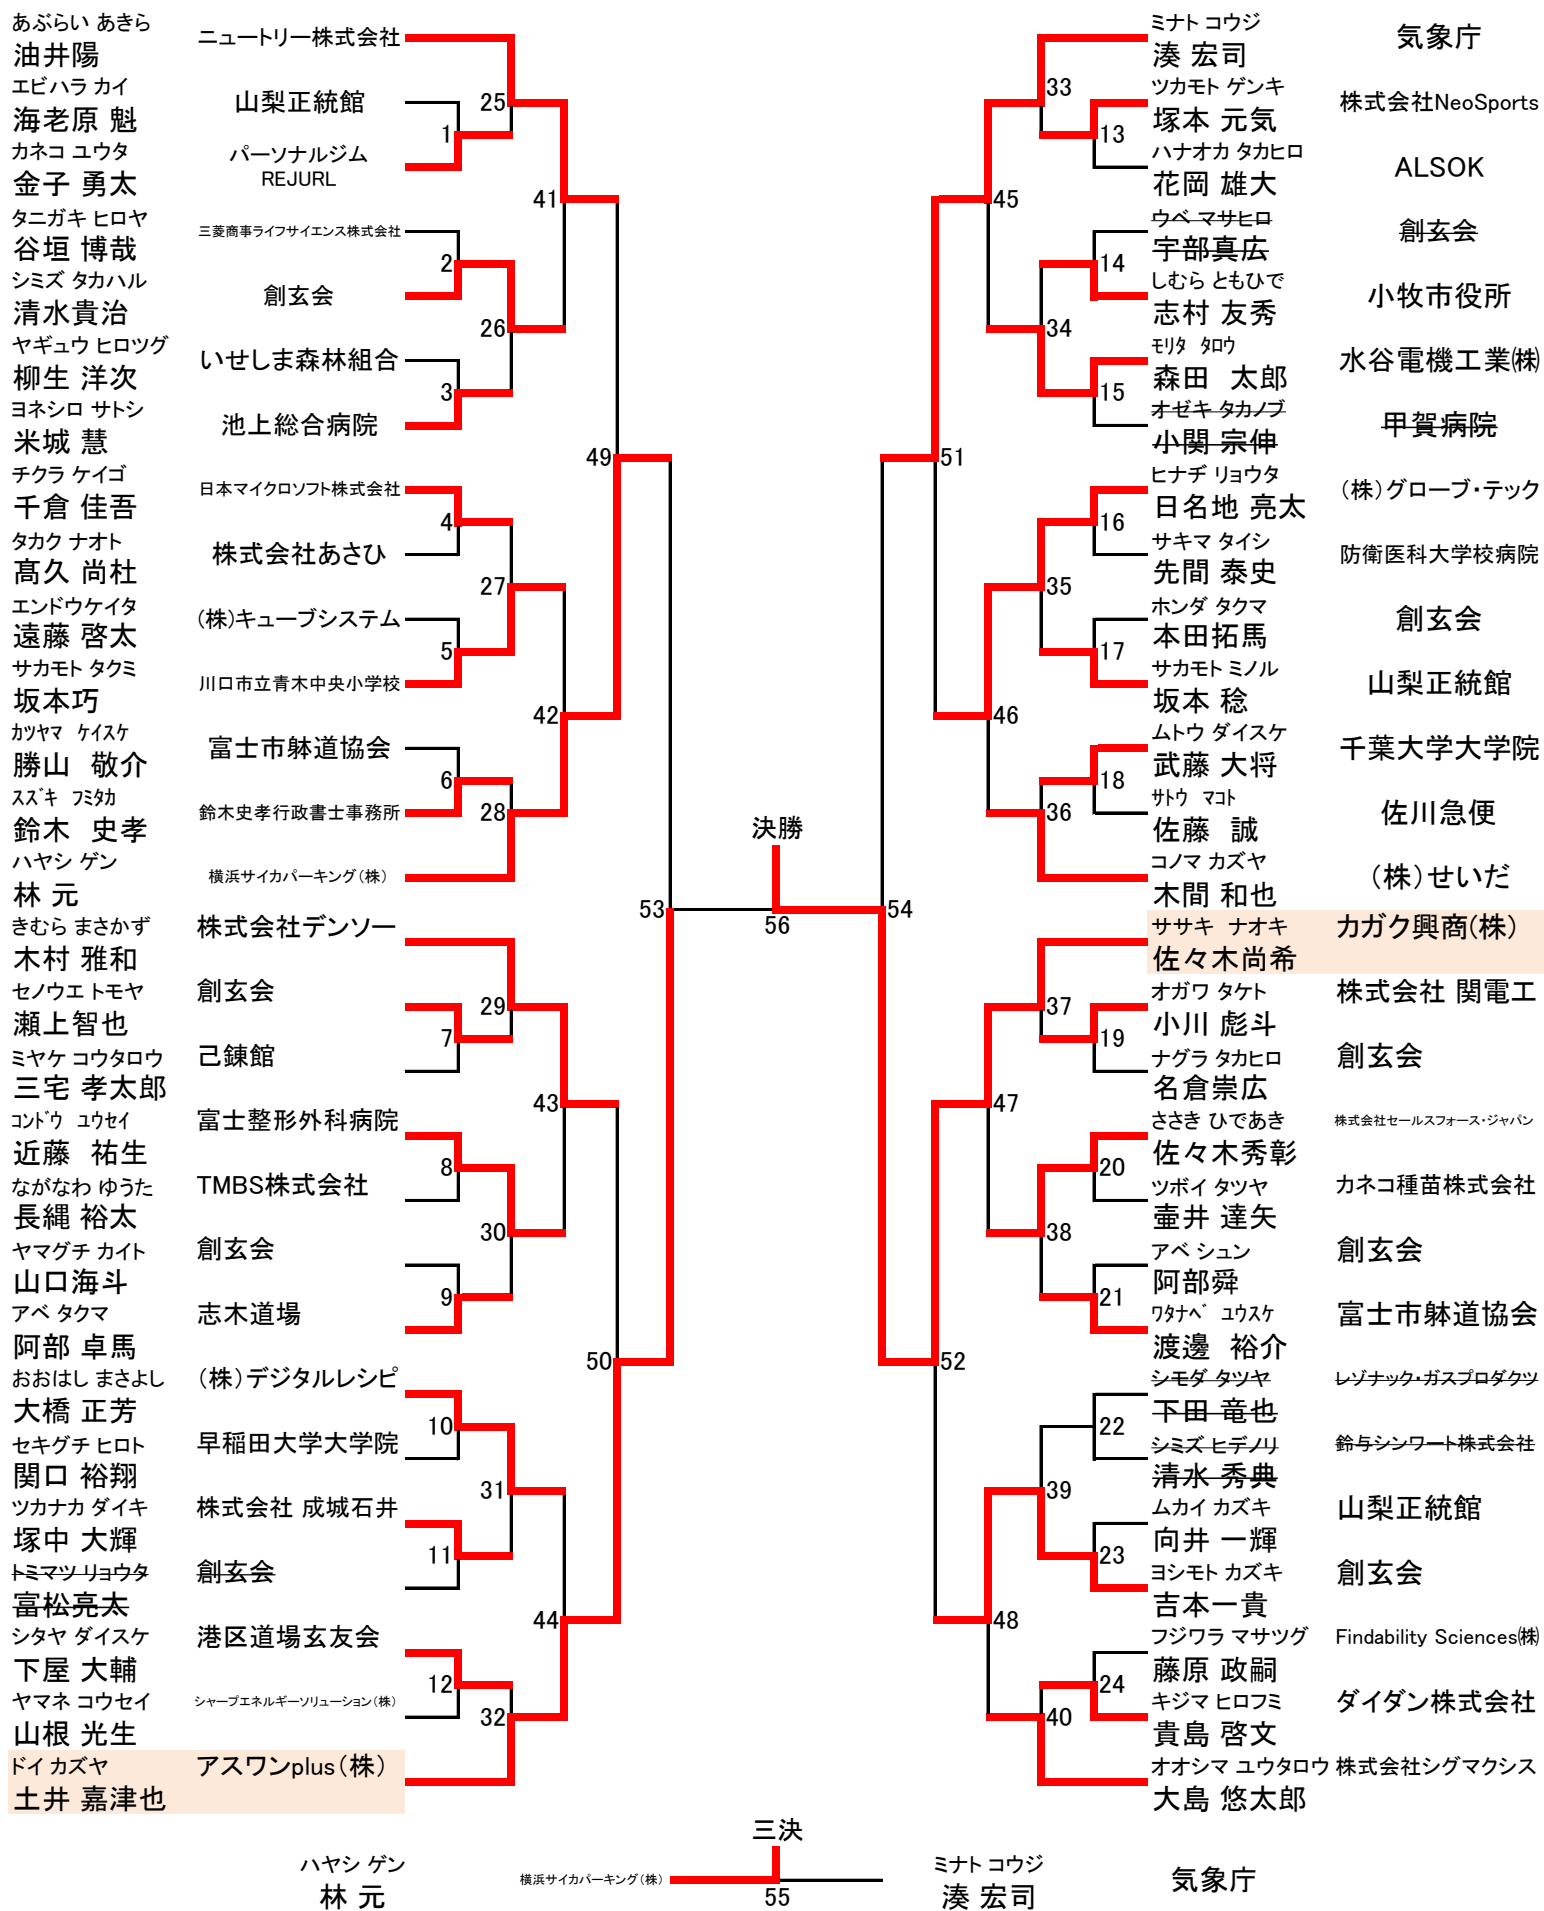 あぶらい あきら
油井陽
ニュートリー株式会社
エビハラ カイ
海老原 魁
山梨正統館
カネコ ユウタ
金子 勇太
パーソナルジム
REJURL
タニガキ ヒロヤ
谷垣 博哉
三菱商事ライフサイエンス株式会社
シミズ タカハル
清水貴治
創玄会
ヤギュウ ヒロツグ
柳生 洋次
いせしま森林組合
ヨネシロ サトシ
米城 慧
池上総合病院
チクラ ケイゴ
千倉 佳吾
日本マイクロソフト株式会社
タカク ナオト
髙久 尚杜
株式会社あさひ
エンドウケイタ
遠藤 啓太
(株)キューブシステム
サカモト タクミ
坂本巧
川口市立青木中央小学校
カツヤマ ケイスケ
勝山 敬介
富士市躰道協会
スズキ フミタカ
鈴木 史孝
鈴木史孝行政書士事務所
ハヤシ ゲン
林 元
横浜サイカパーキング（株）
きむら まさかず
木村 雅和
株式会社デンソー
セノウエ トモヤ
瀬上智也
創玄会
ミヤケ コウタロウ
三宅 孝太郎
己錬館
コンドウ ユウセイ
近藤 祐生
富士整形外科病院
ながなわ ゆうた
長縄 裕太
TMBS株式会社
ヤマグチ カイト
山口海斗
創玄会
アベ タクマ
阿部 卓馬
志木道場
おおはし まさよし
大橋 正芳
（株）デジタルレシピ
セキグチ ヒロト
関口 裕翔
早稲田大学大学院
ツカナカ ダイキ
塚中 大輝
株式会社 成城石井
トミマツ リョウタ
富松亮太
創玄会
シタヤ ダイスケ
下屋 大輔
港区道場玄友会
ヤマネ コウセイ
山根 光生
シャープエネルギーソリューション（株）
ドイ カズヤ
土井 嘉津也
アスワンplus（株）
1
2
3
4
5
6
7
8
9
10
11
12
25
26
27
28
29
30
31
32
41
42
43
44
49
50
53
決勝
56
54
51
52
45
46
47
48
33
34
35
36
37
38
39
40
13
14
15
16
17
18
19
20
21
22
23
24
ミナト コウジ
湊 宏司
気象庁
ツカモト ゲンキ
塚本 元気
株式会社NeoSports
ハナオカ タカヒロ
花岡 雄大
ALSOK
ウベ マサヒロ
宇部真広
創玄会
しむら ともひで
志村 友秀
小牧市役所
モリタ タロウ
森田 太郎
水谷電機工業㈱
オゼキ タカノブ
小関 宗伸
甲賀病院
ヒナヂ リョウタ
日名地 亮太
（株）グローブ・テック
サキマ タイシ
先間 泰史
防衛医科大学校病院
ホンダ タクマ
本田拓馬
創玄会
サカモト ミノル
坂本 稔
山梨正統館
ムトウ ダイスケ
武藤 大将
千葉大学大学院
サトウ マコト
佐藤 誠
佐川急便
コノマ カズヤ
木間 和也
（株）せいだ
ササキ ナオキ
佐々木尚希
カガク興商(株)
オガワ タケト
小川 彪斗
株式会社 関電工
ナグラ タカヒロ
名倉崇広
創玄会
ささき ひであき
佐々木秀彰
株式会社セールスフォース・ジャパン
ツボイ タツヤ
壷井 達矢
カネコ種苗株式会社
アベ シュン
阿部舜
創玄会
ワタナベ ユウスケ
渡邊 裕介
富士市躰道協会
シモダ タツヤ
下田 竜也
レゾナック・ガスプロダクツ
シミズ ヒデノリ
清水 秀典
鈴与シンワート株式会社
ムカイ カズキ
向井 一輝
山梨正統館
ヨシモト カズキ
吉本一貴
創玄会
フジワラ マサツグ
藤原 政嗣
Findability Sciences㈱
キジマ ヒロフミ
貴島 啓文
ダイダン株式会社
オオシマ ユウタロウ
大島 悠太郎
株式会社シグマクシス
三決
ハヤシ ゲン
林 元
横浜サイカパーキング（株）
55
ミナト コウジ
湊 宏司
気象庁